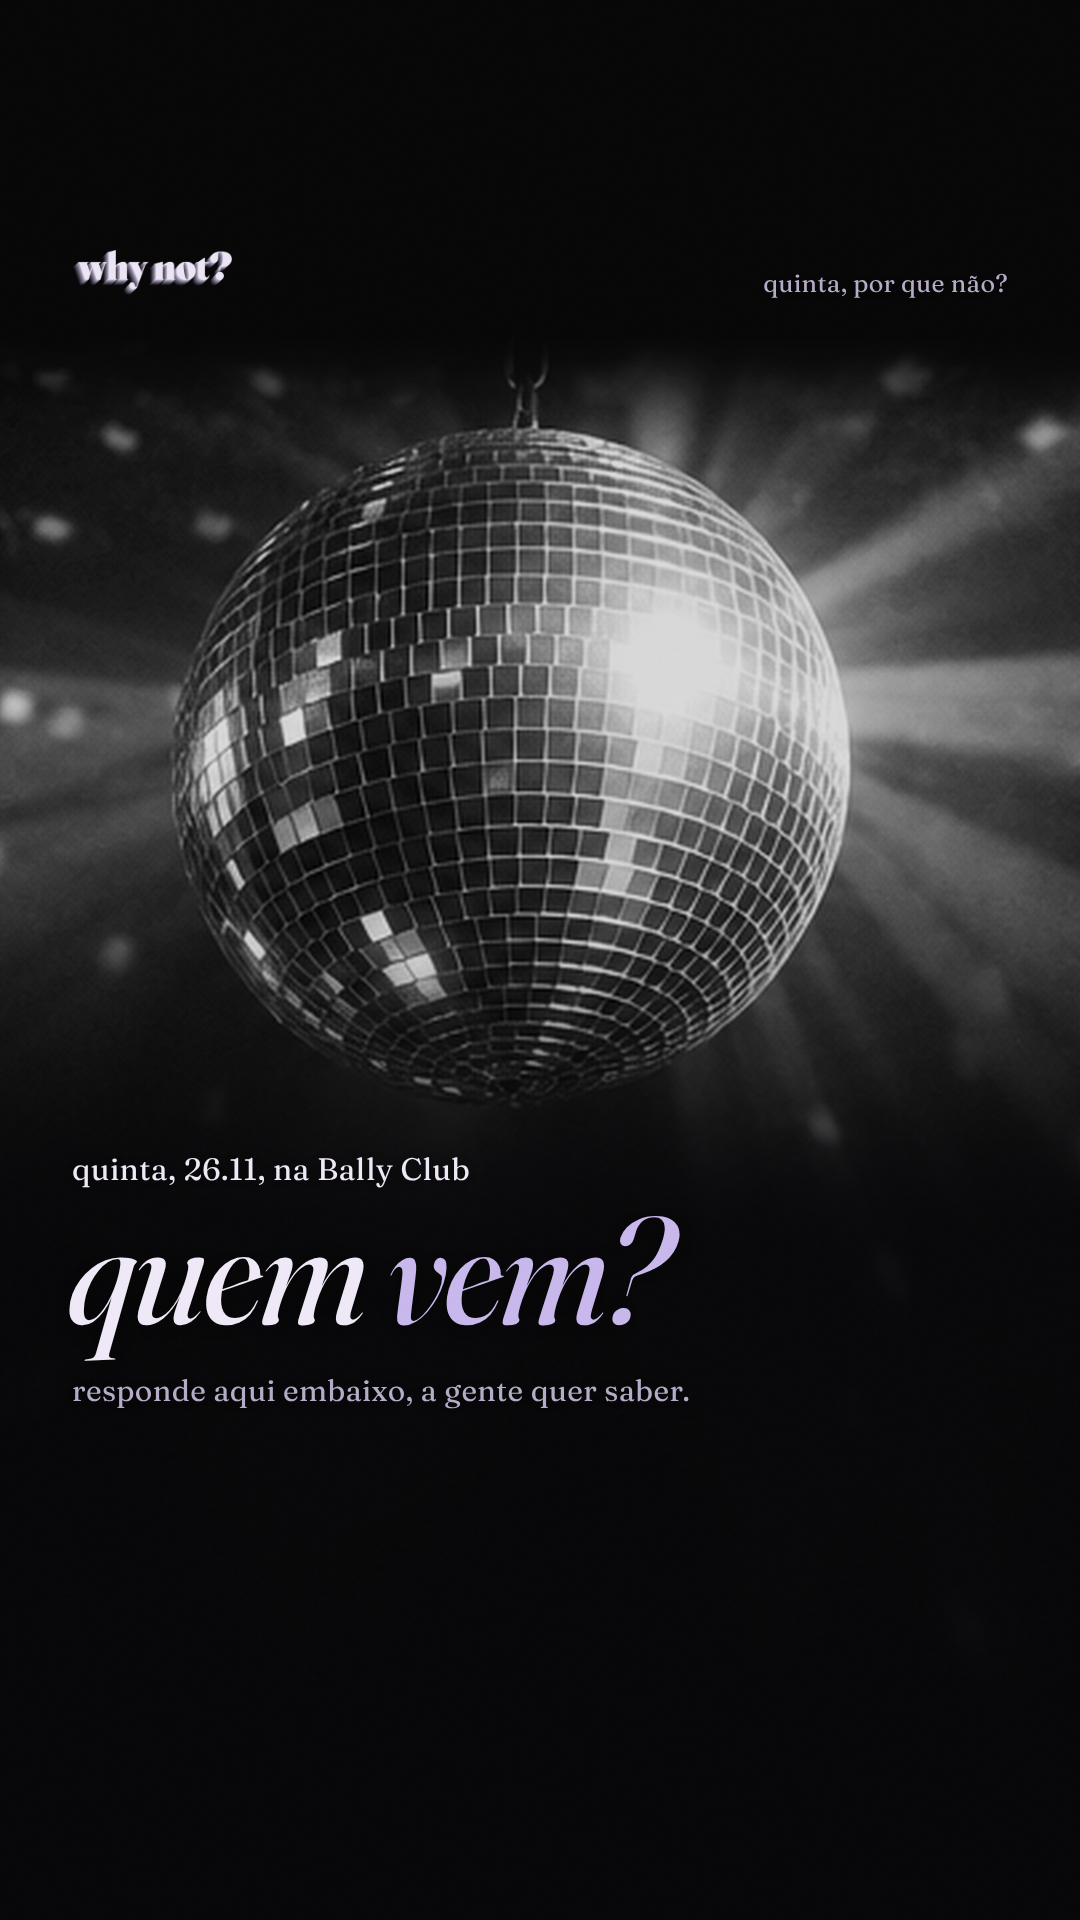 why not?
quinta, por que não?
quinta, 26.11, na Bally Club
quem vem?
responde aqui embaixo, a gente quer saber.